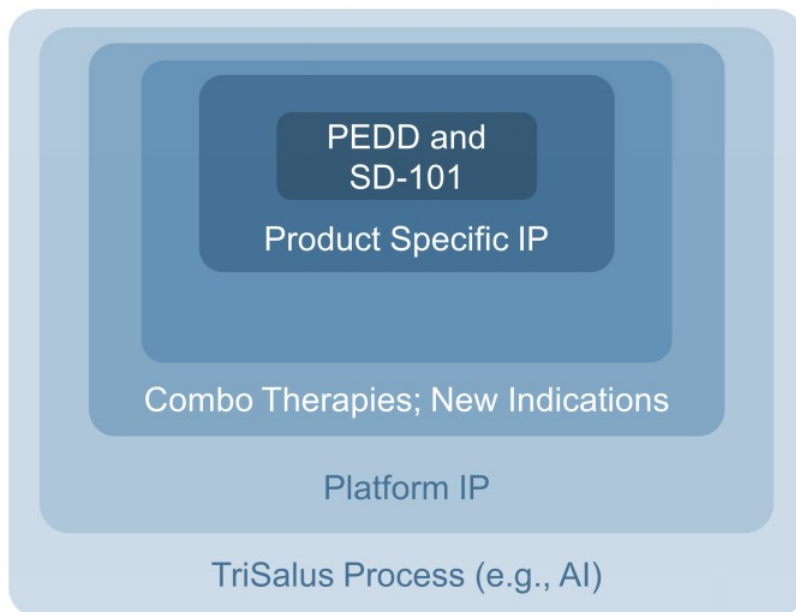 PEDD and
SD-101
Product Specific IP
Combo Therapies; New Indications
Platform IP
TriSalus Process (e.g., AI)